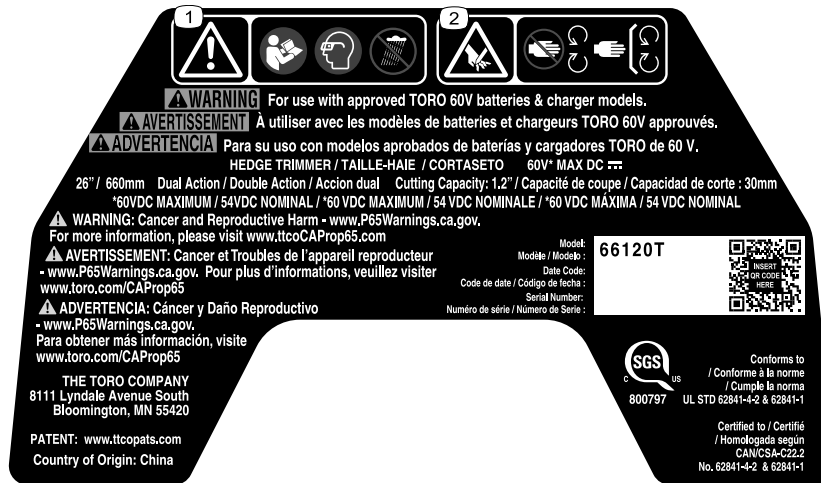 1
2
WARNING For use with approved TORO 60V batteries & charger models.
AVERTISSEMENT À utiliser avec les modèles de batteries et chargeurs TORO 60V approuvés.
ADVERTENCIA Para su uso con modelos aprobados de baterías y cargadores TORO de 60 V.
HEDGE TRIMMER / TAILLE-HAIE / CORTASETO 60V* MAX DC
26" / 660mm Dual Action / Double Action / Accion dual Cutting Capacity: 1.2" / Capacité de coupe / Capacidad de corte : 30mm
*60VDC MAXIMUM / 54VDC NOMINAL / *60 VDC MAXIMUM / 54 VDC NOMINALE / *60 VDC MÁXIMA / 54 VDC NOMINAL
WARNING: Cancer and Reproductive Harm - www.P65Warnings.ca.gov.
For more information, please visit www.ttcoCAProp65.com
AVERTISSEMENT: Cancer et Troubles de l'appareil reproducteur
- www.P65Warnings.ca.gov. Pour plus d'informations, veuillez visiter
www.toro.com/CAProp65
ADVERTENCIA: Cáncer y Daño Reproductivo
- www.P65Warnings.ca.gov.
Para obtener más información, visite
www.toro.com/CAProp65
THE TORO COMPANY
8111 Lyndale Avenue South
Bloomington, MN 55420
PATENT: www.ttcopats.com
Country of Origin: China
Model:
Modèle / Modelo :
Date Code:
Code de date / Código de fecha :
Serial Number:
Numéro de série / Número de Serie :
66120T
INSERT
QR CODE
HERE
SGS
C US
800797
Conforms to
/ Conforme à la norme
/ Cumple la norma
UL STD 62841-4-2 & 62841-1
Certified to / Certifié
/ Homologada según
CAN/CSA-C22.2
No. 62841-4-2 & 62841-1